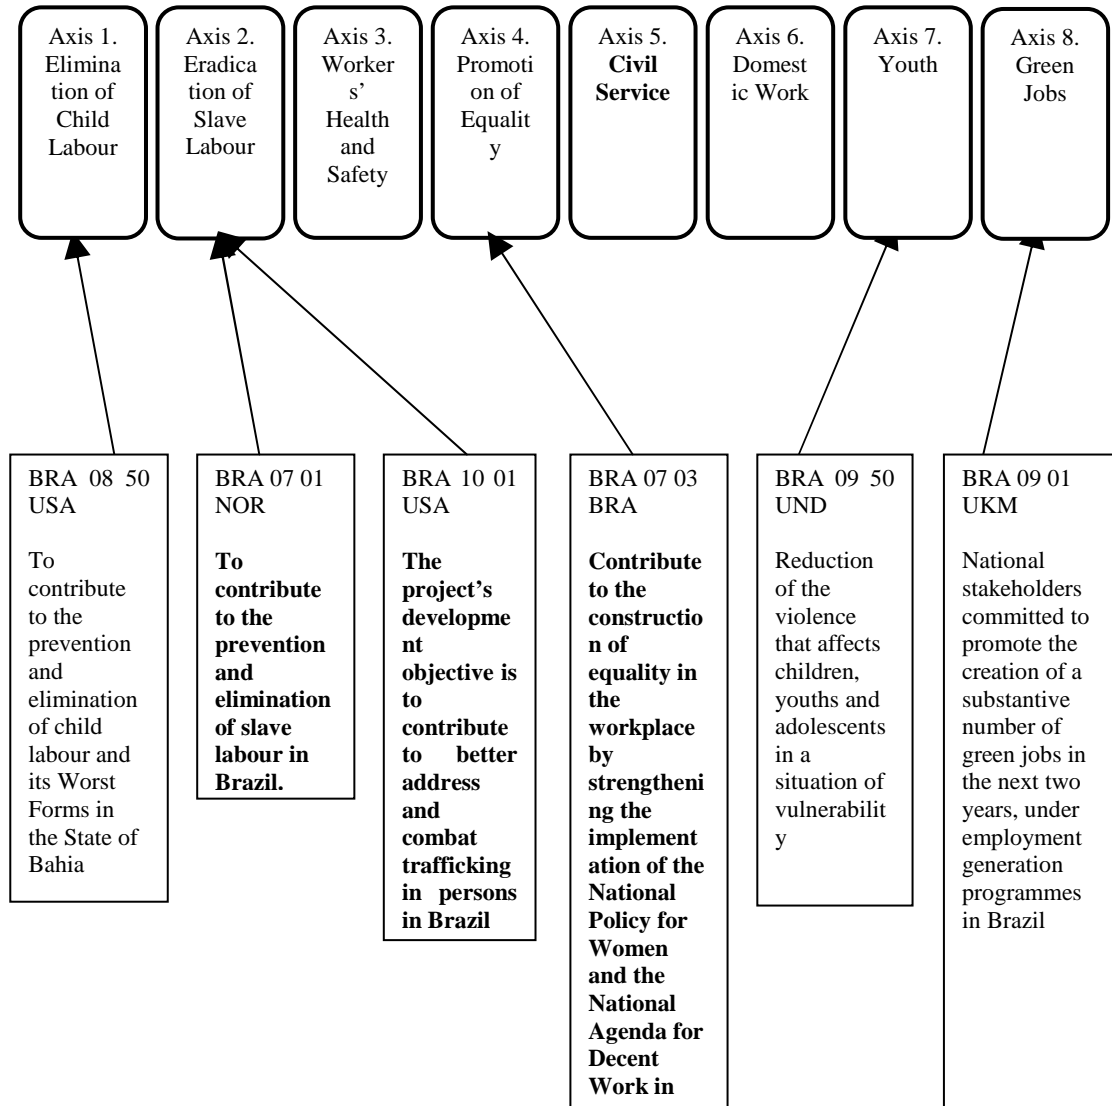 Axis 1.
Elimina
tion of
Child
Labour
Axis 2.
Eradica
tion of
Slave
Labour
Axis 3.
Worker
s’
Health
and
Safety
Axis 4.
Promoti
on of
Equalit
y
Axis 5.
Civil
Service
Axis 6.
Domest
ic Work
Axis 7.
Youth
Axis 8.
Green
Jobs
BRA 08 50
USA
To
contribute
to the
prevention
and
elimination
of child
labour and
its Worst
Forms in
the State of
Bahia
BRA 07 01
NOR
To
contribute
to the
prevention
and
elimination
of slave
labour in
Brazil.
BRA 10 01
USA
The
project’s
developme
nt
objective is
to
contribute
to better
address
and
combat
trafficking
in persons
in Brazil
BRA 07 03
BRA
Contribute
to the
constructio
n of
equality in
the
workplace
by
strengtheni
ng the
implement
ation of the
National
Policy for
Women
and the
National
Agenda for
Decent
Work in
BRA 09 50
UND
Reduction
of the
violence
that affects
children,
youths and
adolescents
in a
situation of
vulnerabilit
y
BRA 09 01
UKM
National
stakeholders
committed to
promote the
creation of a
substantive
number of
green jobs in
the next two
years, under
employment
generation
programmes
in Brazil